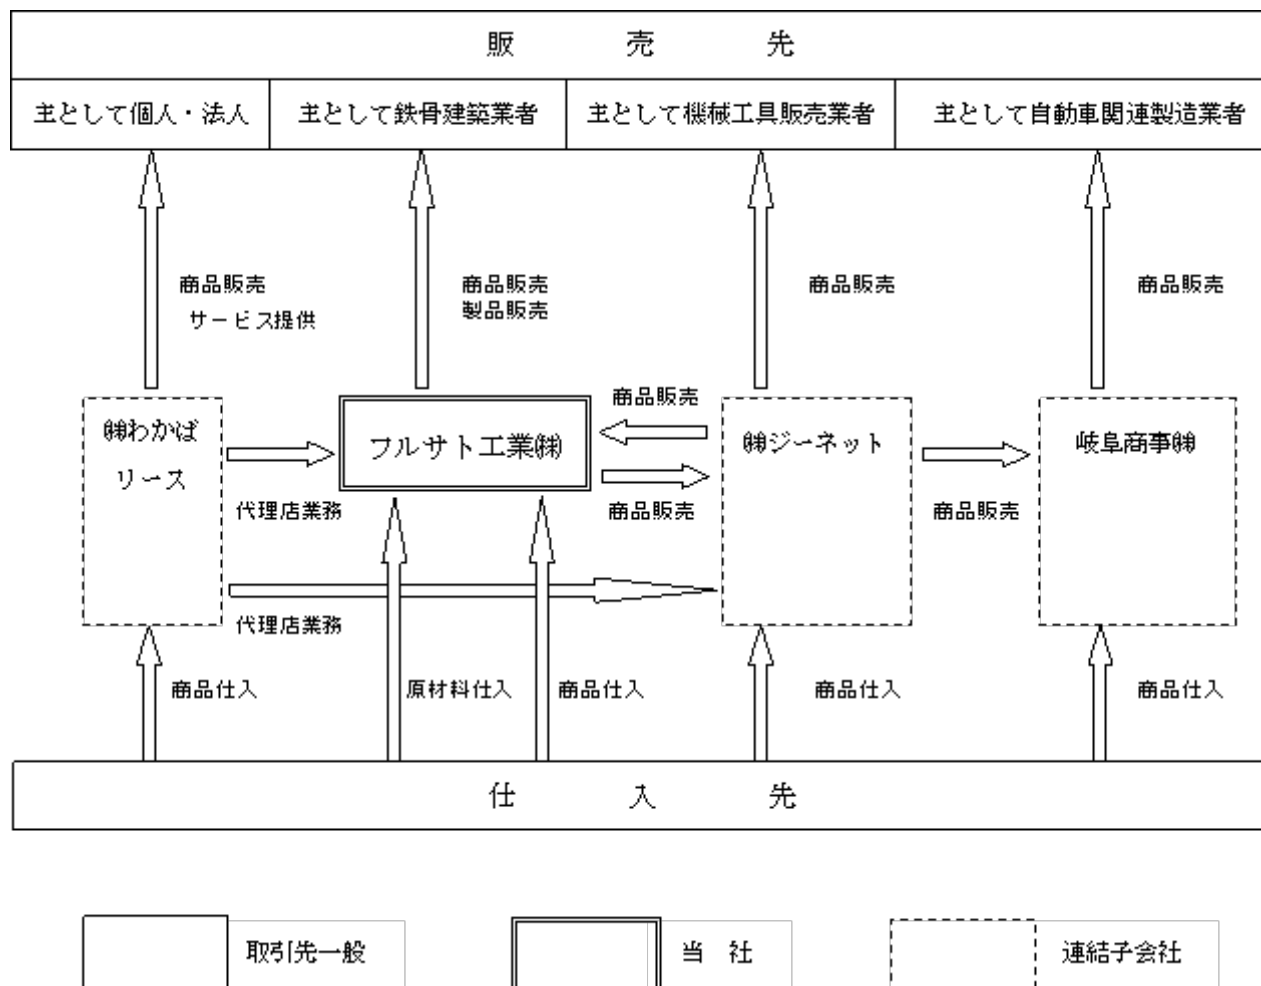 販売先
主として個人・法人
主として鉄骨建築業者
主として機械工具販売業者
主として自動車関連製造業者
商品販売
サービス提供
商品販売
製品販売
商品販売
商品販売
㈱わかば
リース
代理店業務
フルサト工業㈱
商品販売
商品販売
㈱ジーネット
商品販売
岐阜商事㈱
代理店業務
商品仕入
原材料仕入
商品仕入
商品仕入
商品仕入
仕入先
取引先一般
当社
連結子会社